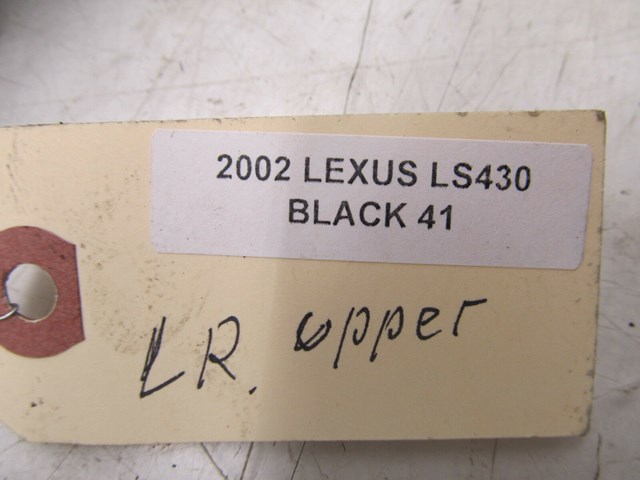 2002 LEXUS LS430
BLACK 41
LR. upper